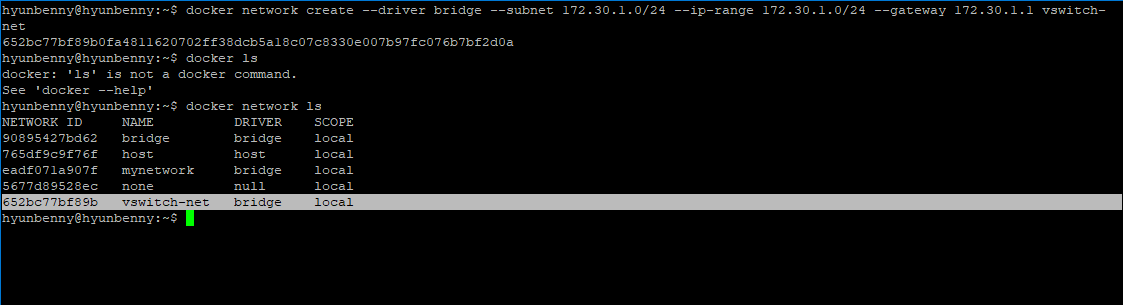 hyunbenny@hyunbenny:~$ docker network create --driver bridge --subnet 172.30.1.0/24 --ip-range 172.30.1.0/24 --gateway 172.30.1.1 vswitch-
net
652bc77bf89b0fa4811620702ff38dcb5a18c07c8330e007b97fc076b7bf2d0a
hyunbenny@hyunbenny:~$ docker ls
docker: 'ls' is not a docker command.
See 'docker --help'
hyunbenny@hyunbenny:~$ docker network ls
NETWORK ID     NAME          DRIVER    SCOPE
90895427bd62   bridge        bridge    local
765df9c9f76f   host          host      local
eadf071a907f   mynetwork     bridge    local
5677d89528ec   none          null      local
652bc77bf89b   vswitch-net   bridge    local
hyunbenny@hyunbenny:~$